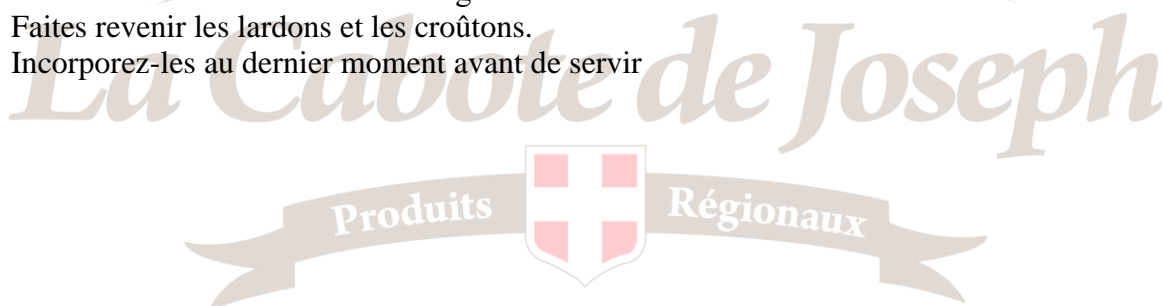 Faites revenir les lardons et les croûtons.
Incorporez-les au dernier moment avant de servir
La Cabote de Joseph
Produits Régionaux